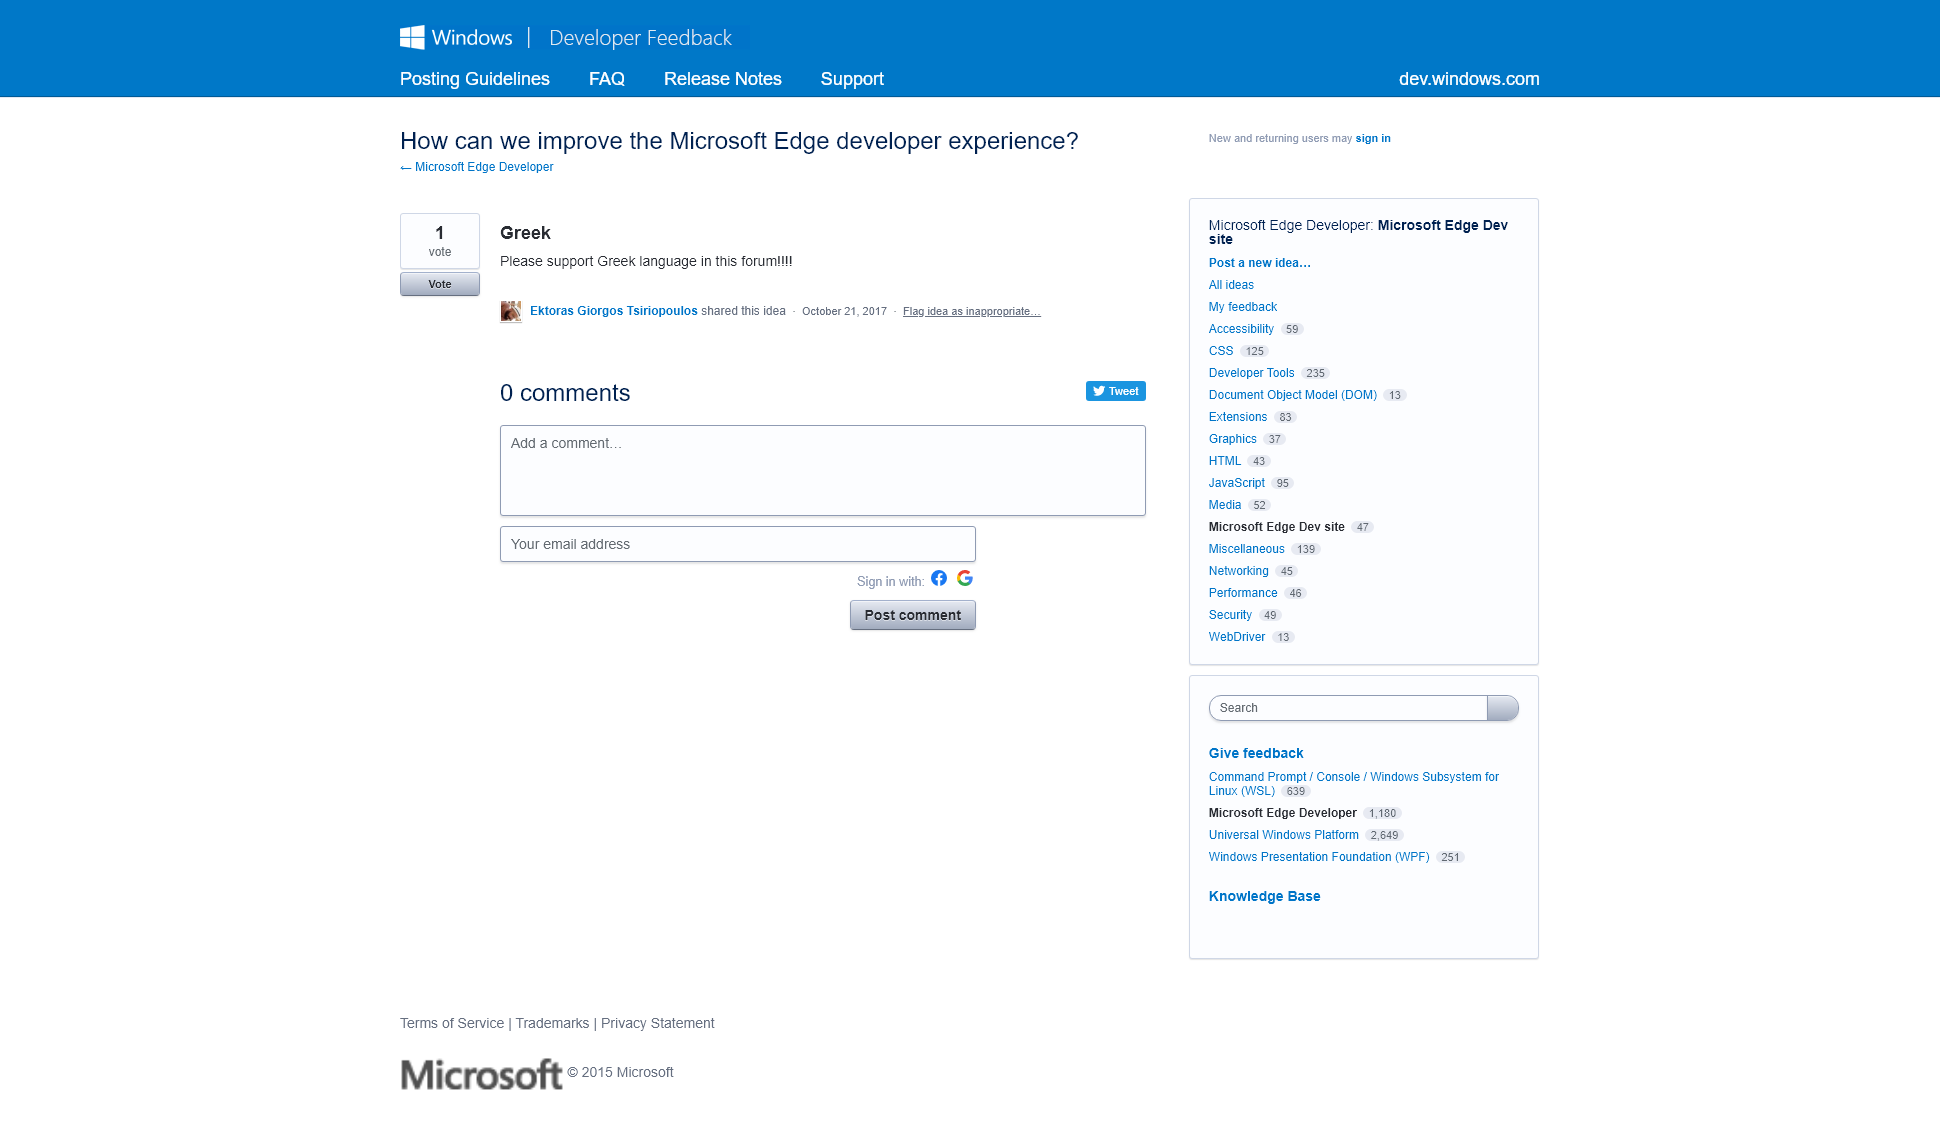 Windows | Developer Feedback
Posting Guidelines FAQ Release Notes Support dev.windows.com
How can we improve the Microsoft Edge developer experience?
← Microsoft Edge Developer
New and returning users may sign in
1
vote
Vote
Greek
Please support Greek language in this forum!!!!
Ektoras Giorgos Tsiriopoulos shared this idea · October 21, 2017 · Flag idea as inappropriate…
0 comments
Tweet
Add a comment…
Your email address
Sign in with:
Post comment
Microsoft Edge Developer: Microsoft Edge Dev
site
Post a new idea…
All ideas
My feedback
Accessibility 59
CSS 125
Developer Tools 235
Document Object Model (DOM) 13
Extensions 83
Graphics 37
HTML 43
JavaScript 95
Media 52
Microsoft Edge Dev site 47
Miscellaneous 139
Networking 45
Performance 46
Security 49
WebDriver 13
Search
Give feedback
Command Prompt / Console / Windows Subsystem for
Linux (WSL) 639
Microsoft Edge Developer 1,180
Universal Windows Platform 2,649
Windows Presentation Foundation (WPF) 251
Knowledge Base
Terms of Service | Trademarks | Privacy Statement
Microsoft © 2015 Microsoft